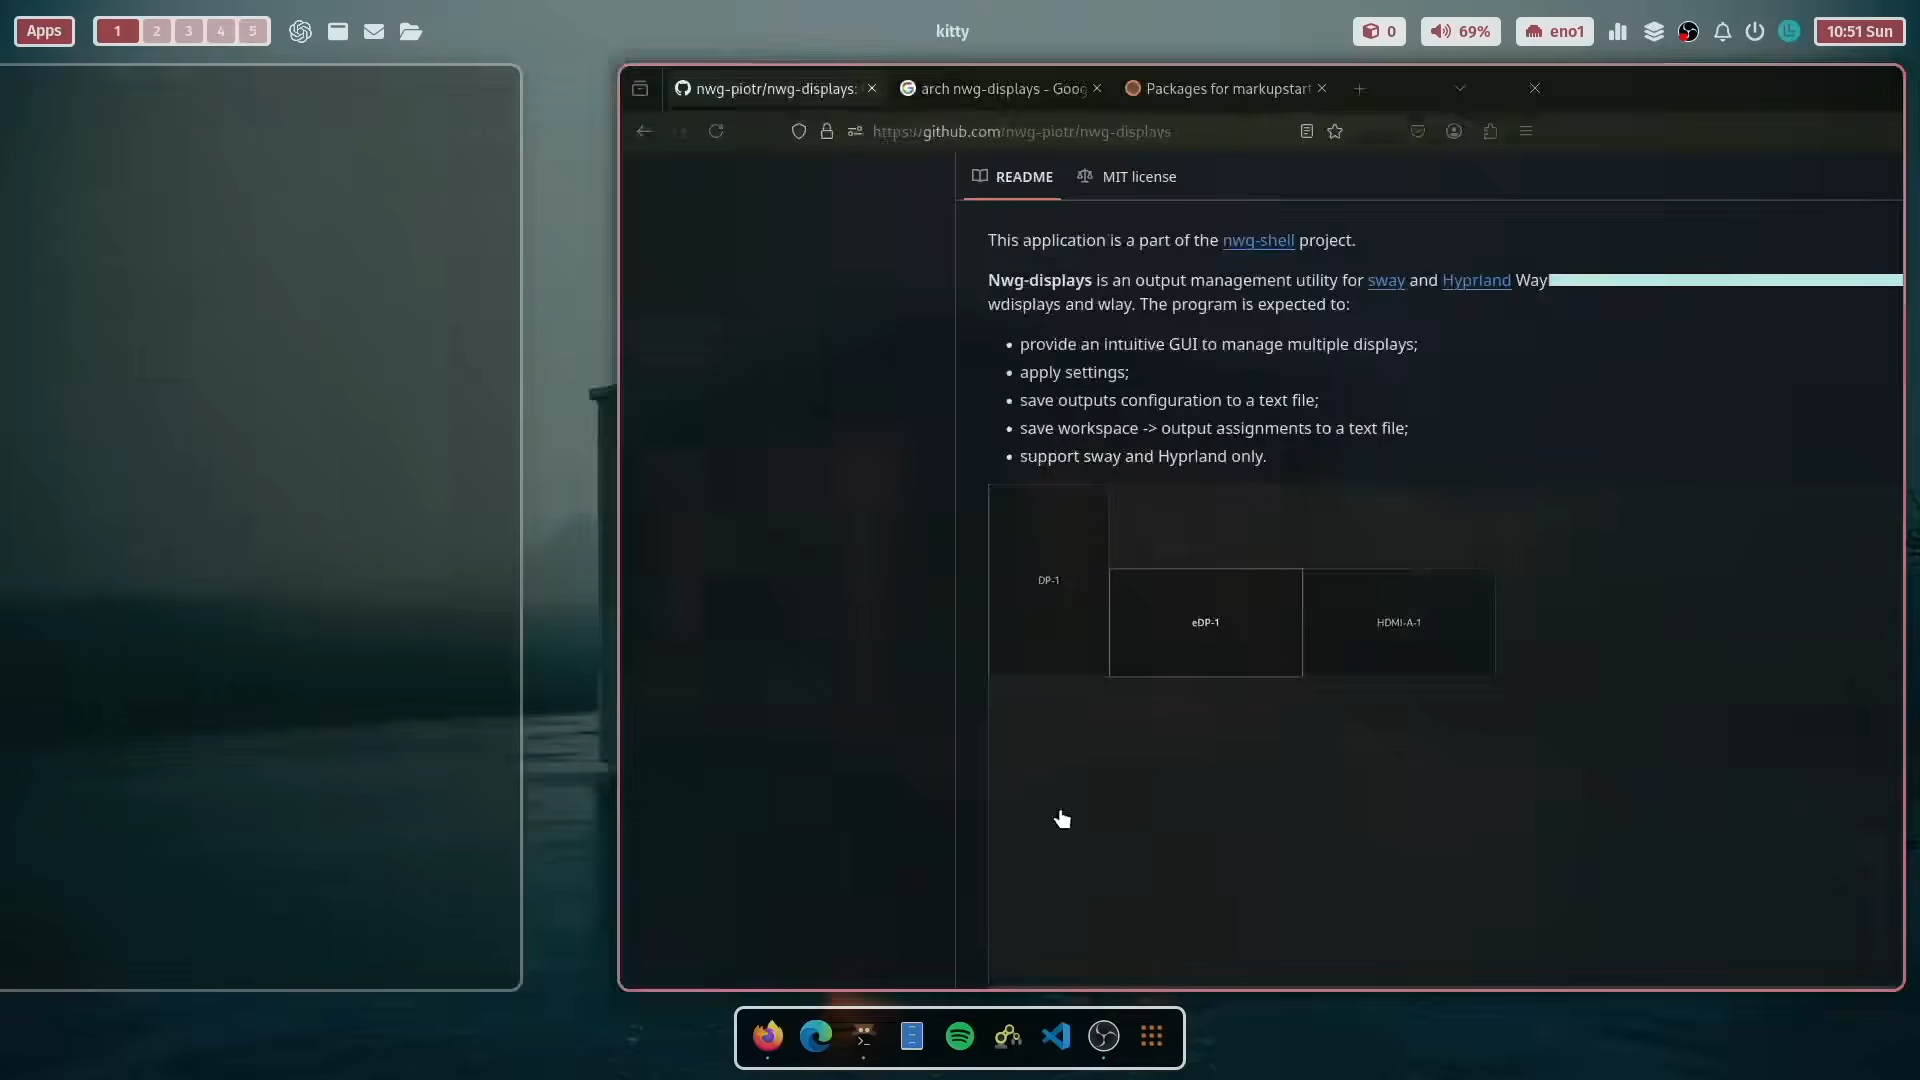 Apps
1 2 3 4 5
kitty
0
69%
eno1
10:51 Sun
nwg-piotr/nwg-displays:
arch nwg-displays - Goog
Packages for markupstart
https://github.com/nwg-piotr/nwg-displays
README
MIT license
This application is a part of the nwg-shell project.
Nwg-displays is an output management utility for sway and Hyprland Way
wdisplays and wlay. The program is expected to:
• provide an intuitive GUI to manage multiple displays;
• apply settings;
• save outputs configuration to a text file;
• save workspace -> output assignments to a text file;
• support sway and Hyprland only.
DP-1
eDP-1
HDMI-A-1